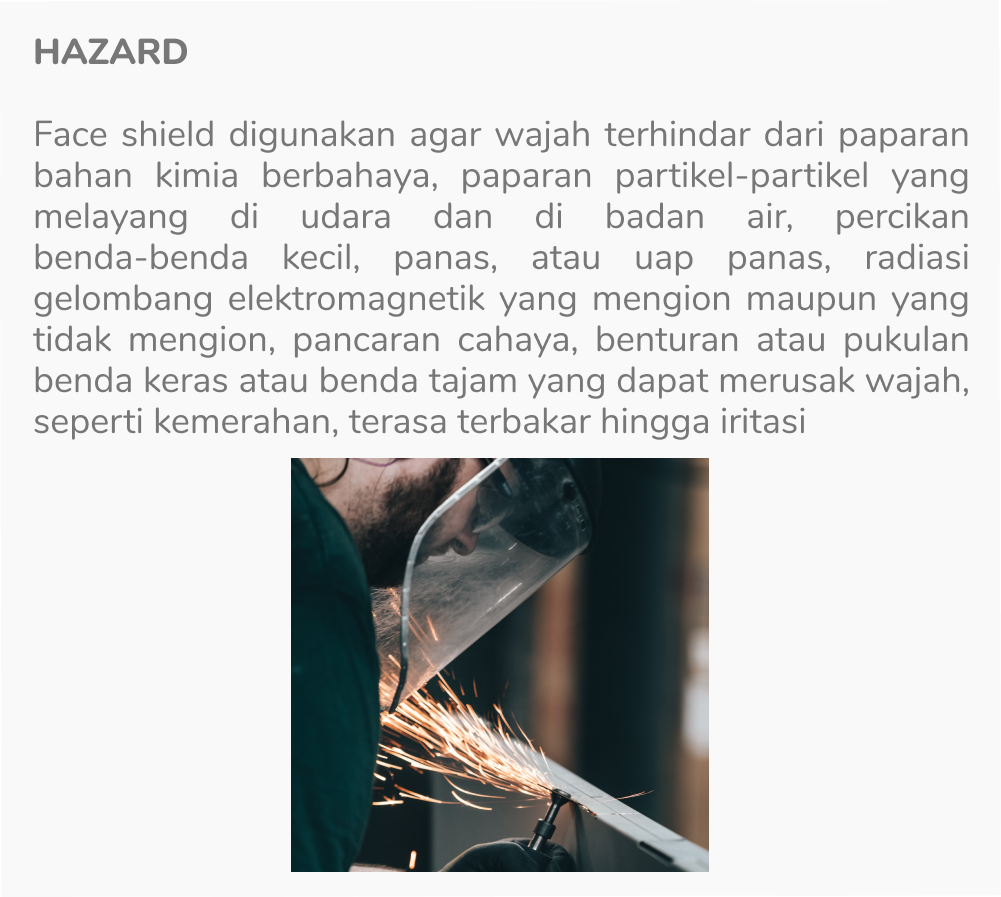 HAZARD
Face shield digunakan agar wajah terhindar dari paparan
bahan kimia berbahaya, paparan partikel-partikel yang
melayang di udara dan di badan air, percikan
benda-benda kecil, panas, atau uap panas, radiasi
gelombang elektromagnetik yang mengion maupun yang
tidak mengion, pancaran cahaya, benturan atau pukulan
benda keras atau benda tajam yang dapat merusak wajah,
seperti kemerahan, terasa terbakar hingga iritasi